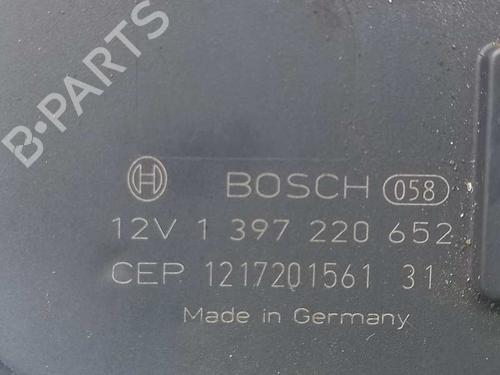 B-PARTS
BOSCH 058
12V 1 397 220 652
CEP 1217201561 31
Made in Germany